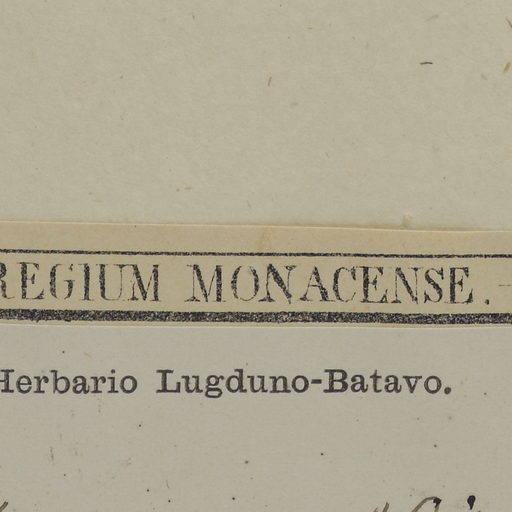 REGIUM MONACENSE.
Herbario Lugduno-Batavo.